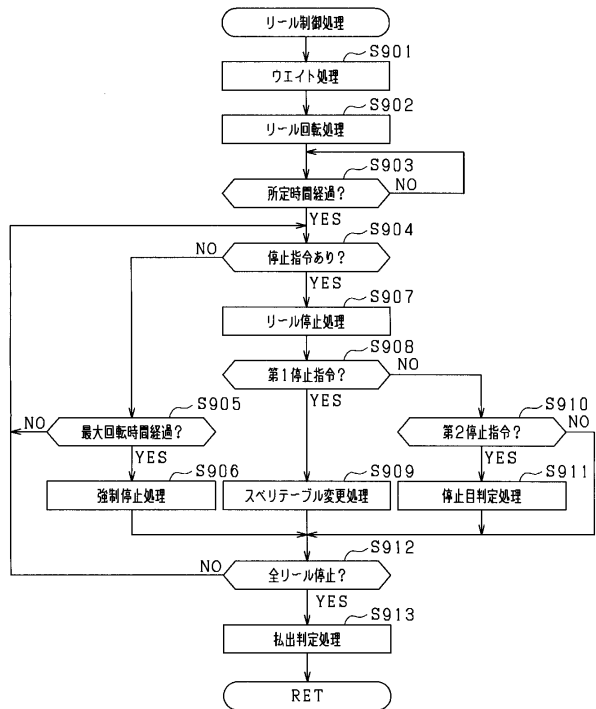 リール制御処理
S901
ウエイト処理
S902
リール回転処理
S903
所定時間経過?
NO
YES
S904
NO
停止指令あり?
YES
S907
リール停止処理
S908
第1停止指令?
NO
S905
NO
最大回転時間経過?
YES
YES
S910
第2停止指令?
NO
YES
S906
強制停止処理
S909
スベリテーブル変更処理
S911
停止目判定処理
S912
NO
全リール停止?
YES
S913
払出判定処理
RET